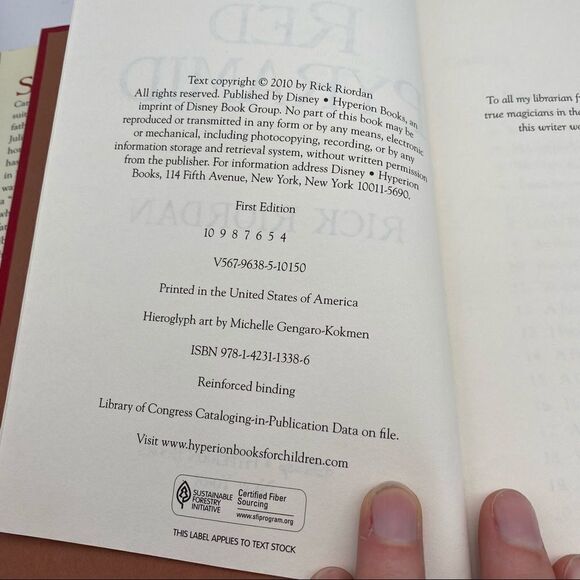 S
Text copyright © 2010 by Rick Riordan
All rights reserved. Published by Disney • Hyperion Books, an
imprint of Disney Book Group. No part of this book may be
reproduced or transmitted in any form or by any means, electronic
or mechanical, including photocopying, recording, or by any
information storage and retrieval system, without written permission
from the publisher. For information address Disney • Hyperion
Books, 114 Fifth Avenue, New York, New York 10011-5690.
First Edition
10 9 8 7 6 5 4
V567-9638-5-10150
Printed in the United States of America
Hieroglyph art by Michelle Gengaro-Kokmen
ISBN 978-1-4231-1338-6
Reinforced binding
Library of Congress Cataloging-in-Publication Data on file.
Visit www.hyperionbooksforchildren.com
SUSTAINABLE
FORESTRY
INITIATIVE
Certified Fiber
Sourcing
www.sfiprogram.org
THIS LABEL APPLIES TO TEXT STOCK
To all my librarian f
true magicians in the
this writer wo
RED
PYRAMID
RICK RIORDAN